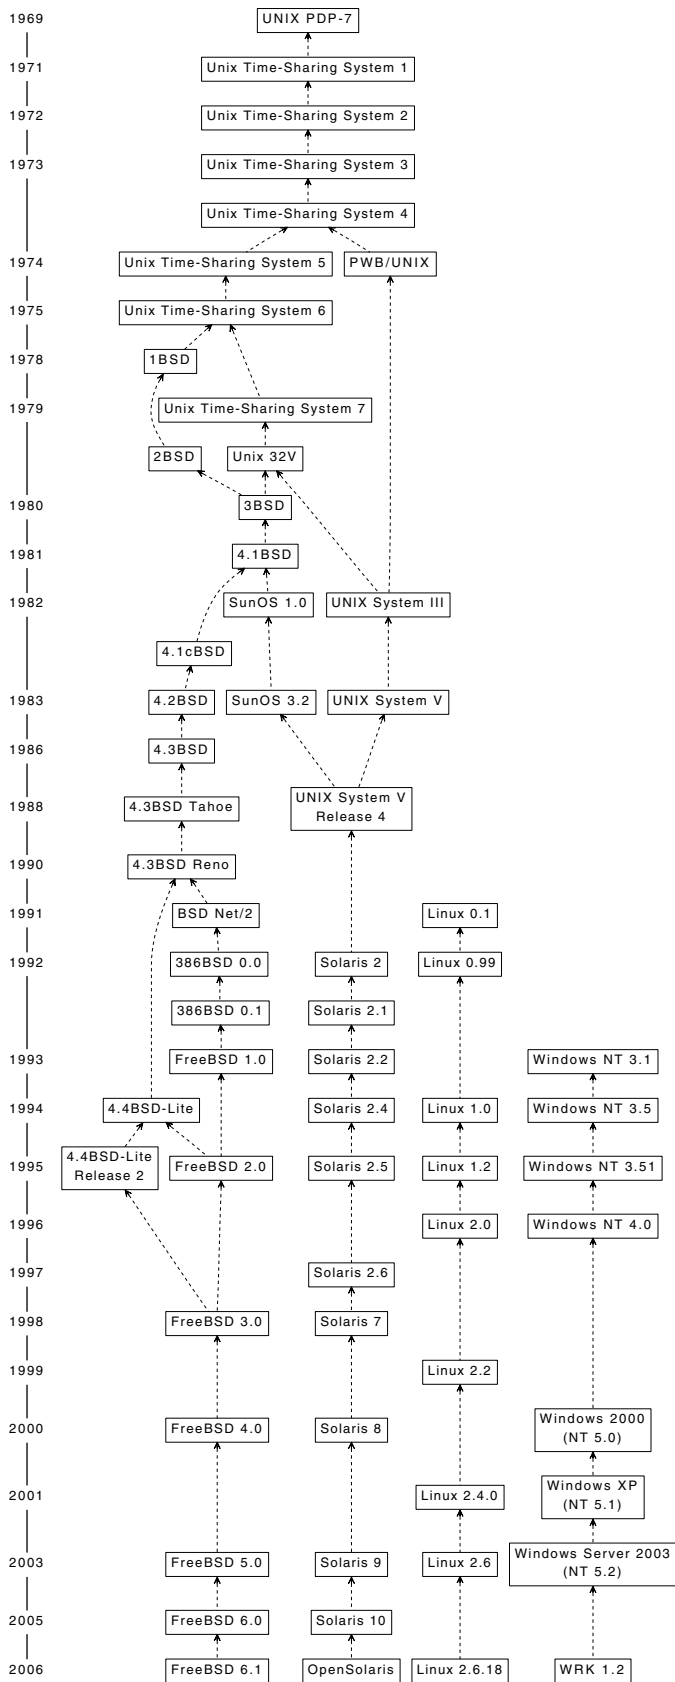 1969
UNIX PDP-7
1971
Unix Time-Sharing System 1
1972
Unix Time-Sharing System 2
1973
Unix Time-Sharing System 3
Unix Time-Sharing System 4
1974
Unix Time-Sharing System 5
PWB/UNIX
1975
Unix Time-Sharing System 6
1978
1BSD
1979
Unix Time-Sharing System 7
2BSD
Unix 32V
1980
3BSD
1981
4.1BSD
1982
SunOS 1.0
UNIX System III
4.1cBSD
1983
4.2BSD
SunOS 3.2
UNIX System V
1986
4.3BSD
1988
4.3BSD Tahoe
UNIX System V
Release 4
1990
4.3BSD Reno
1991
BSD Net/2
Linux 0.1
1992
386BSD 0.0
Solaris 2
Linux 0.99
386BSD 0.1
Solaris 2.1
1993
FreeBSD 1.0
Solaris 2.2
Windows NT 3.1
1994
4.4BSD-Lite
Solaris 2.4
Linux 1.0
Windows NT 3.5
1995
4.4BSD-Lite
Release 2
FreeBSD 2.0
Solaris 2.5
Linux 1.2
Windows NT 3.51
1996
Linux 2.0
Windows NT 4.0
1997
Solaris 2.6
1998
FreeBSD 3.0
Solaris 7
1999
Linux 2.2
2000
FreeBSD 4.0
Solaris 8
Windows 2000
(NT 5.0)
2001
Linux 2.4.0
Windows XP
(NT 5.1)
2003
FreeBSD 5.0
Solaris 9
Linux 2.6
Windows Server 2003
(NT 5.2)
2005
FreeBSD 6.0
Solaris 10
2006
FreeBSD 6.1
OpenSolaris
Linux 2.6.18
WRK 1.2